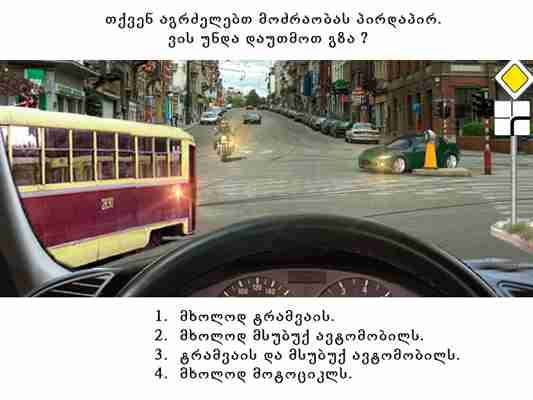 თქვენ აგრძელებთ მოძრაობას პირდაპირ.
ვის უნდა დაუთმოთ გზა ?
1. მხოლოდ ტრამვაის.
2. მხოლოდ მსუბუქ ავტომობილს.
3. ტრამვაის და მსუბუქ ავტომობილს.
4. მხოლოდ მოტოციკლს.